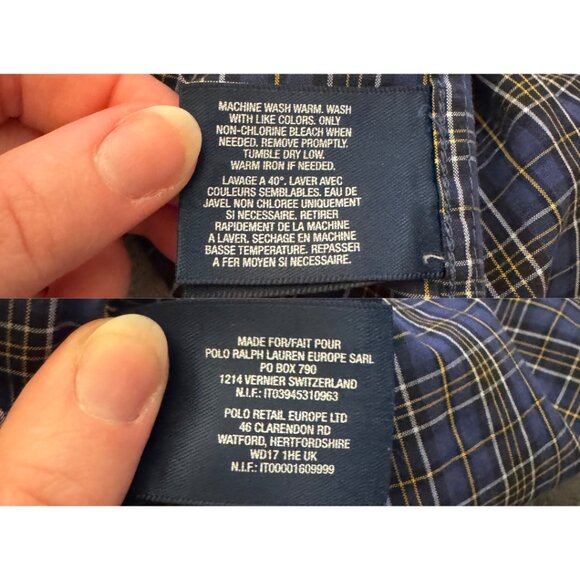 MACHINE WASH WARM. WASH
WITH LIKE COLORS. ONLY
NON-CHLORINE BLEACH WHEN
NEEDED. REMOVE PROMPTLY.
TUMBLE DRY LOW.
WARM IRON IF NEEDED.
LAVAGE A 40°. LAVER AVEC
COULEURS SEMBLABLES. EAU DE
JAVEL NON CHLOREE UNIQUEMENT
SI NECESSAIRE. RETIRER
RAPIDEMENT DE LA MACHINE
A LAVER. SECHAGE EN MACHINE
BASSE TEMPERATURE. REPASSER
A FER MOYEN SI NECESSAIRE.
MADE FOR/FAIT POUR
POLO RALPH LAUREN EUROPE SARL
PO BOX 790
1214 VERNIER SWITZERLAND
N.I.F.: IT03945310963
POLO RETAIL EUROPE LTD
46 CLARENDON RD
WATFORD, HERTFORDSHIRE
WD17 1HE UK
N.I.F.: IT00001609999